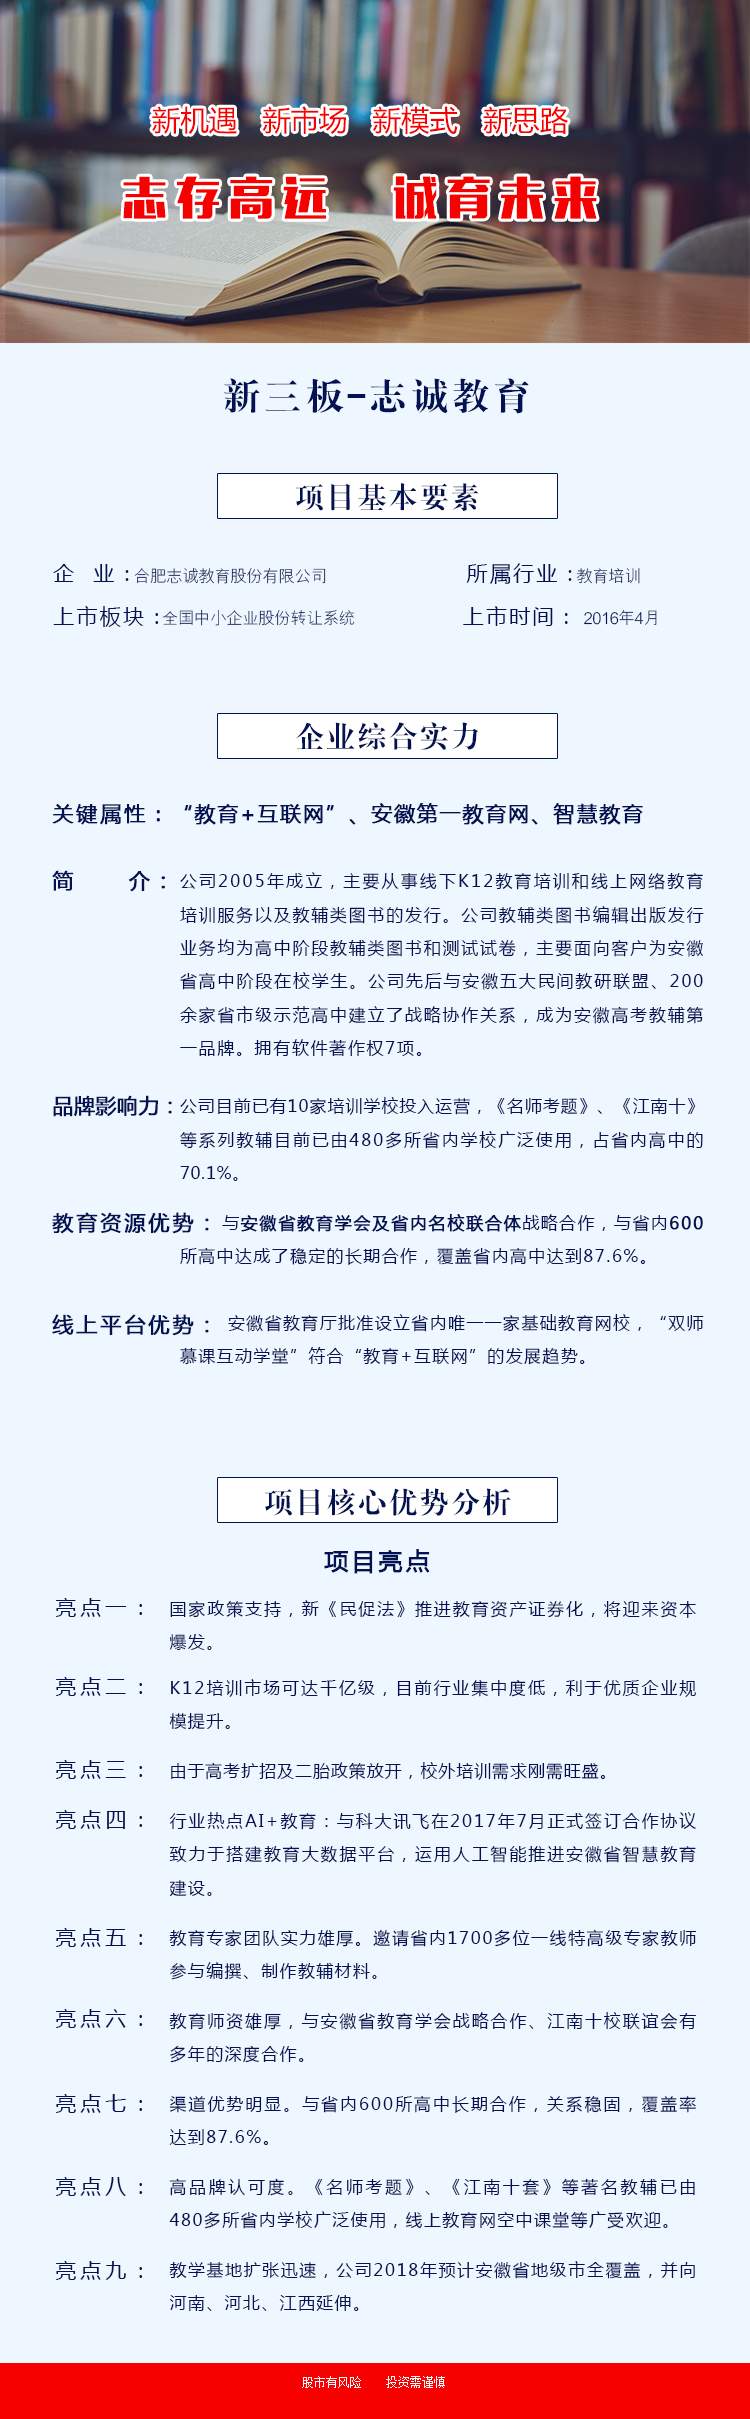 新机遇 新市场 新模式 新思路
志存高远 诚育未来
新三板-志诚教育
项目基本要素
企 业：合肥志诚教育股份有限公司 所属行业：教育培训
上市板块：全国中小企业股份转让系统 上市时间： 2016年4月
企业综合实力
关键属性：“教育+互联网”、安徽第一教育网、智慧教育
简 介：公司2005年成立，主要从事线下K12教育培训和线上网络教育
培训服务以及教辅类图书的发行。公司教辅类图书编辑出版发行
业务均为高中阶段教辅类图书和测试试卷，主要面向客户为安徽
省高中阶段在校学生。公司先后与安徽五大民间教研联盟、200
余家省市级示范高中建立了战略协作关系，成为安徽高考教辅第
一品牌。拥有软件著作权7项。
品牌影响力：公司目前已有10家培训学校投入运营，《名师考题》、《江南十》
等系列教辅目前已由480多所省内学校广泛使用，占省内高中的
70.1%。
教育资源优势：与安徽省教育学会及省内名校联合体战略合作，与省内600
所高中达成了稳定的长期合作，覆盖省内高中达到87.6%。
线上平台优势： 安徽省教育厅批准设立省内唯一一家基础教育网校，“双师
慕课互动学堂”符合“教育+互联网”的发展趋势。
项目核心优势分析
项目亮点
亮点一： 国家政策支持，新《民促法》推进教育资产证券化，将迎来资本
爆发。
亮点二： K12培训市场可达千亿级，目前行业集中度低，利于优质企业规
模提升。
亮点三： 由于高考扩招及二胎政策放开，校外培训需求刚需旺盛。
亮点四： 行业热点AI+教育：与科大讯飞在2017年7月正式签订合作协议
致力于搭建教育大数据平台，运用人工智能推进安徽省智慧教育
建设。
亮点五： 教育专家团队实力雄厚。邀请省内1700多位一线特高级专家教师
参与编撰、制作教辅材料。
亮点六： 教育师资雄厚，与安徽省教育学会战略合作、江南十校联谊会有
多年的深度合作。
亮点七： 渠道优势明显。与省内600所高中长期合作，关系稳固，覆盖率
达到87.6%。
亮点八： 高品牌认可度。《名师考题》、《江南十套》等著名教辅已由
480多所省内学校广泛使用，线上教育网空中课堂等广受欢迎。
亮点九： 教学基地扩张迅速，公司2018年预计安徽省地级市全覆盖，并向
河南、河北、江西延伸。
股市有风险 投资需谨慎